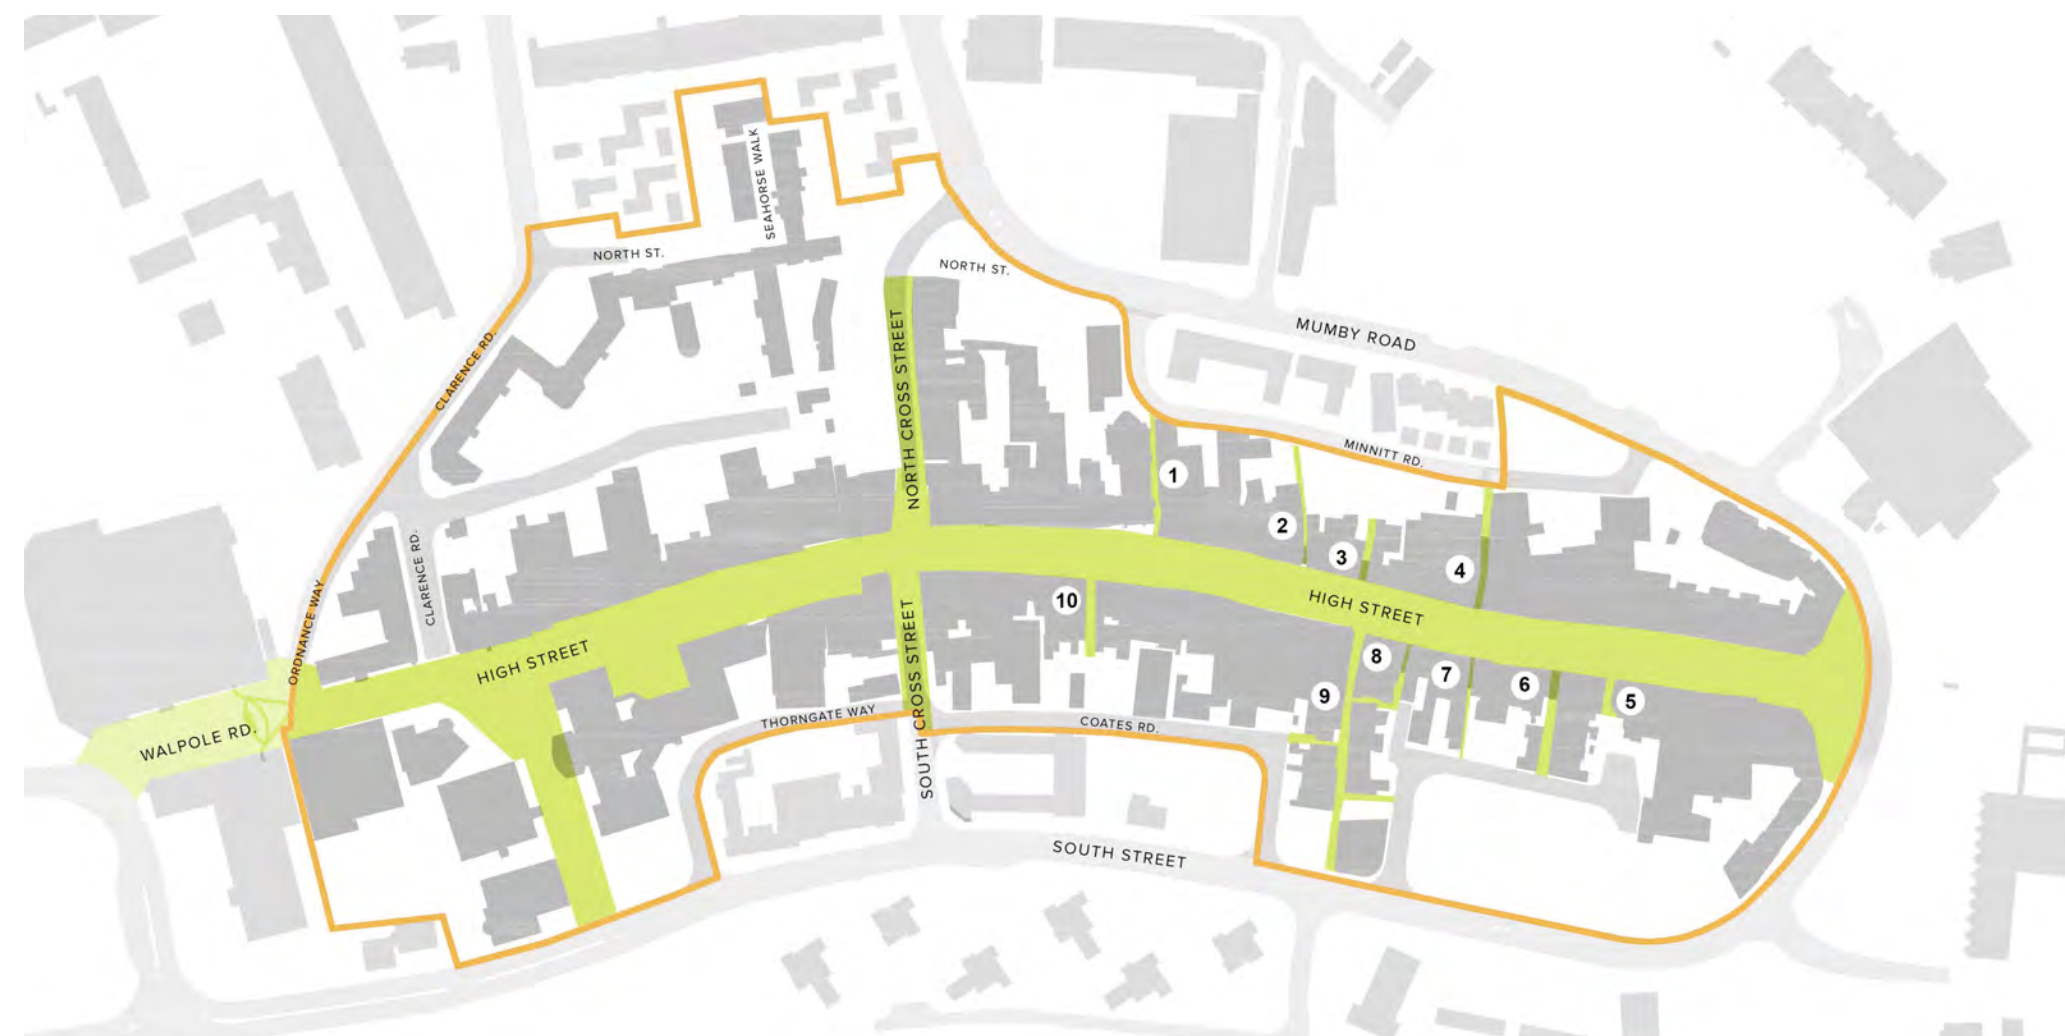 SEAHORSE WALK
NORTH ST.
NORTH ST.
CLARENCE RD.
NORTH CROSS STREET
MUMBY ROAD
MINNITT RD.
1
2
3
4
ORDNANCE WAY
CLARENCE RD.
HIGH STREET
HIGH STREET
10
8
7
6
5
9
WALPOLE RD.
THORNGATE WAY
SOUTH CROSS STREET
COATES RD.
SOUTH STREET